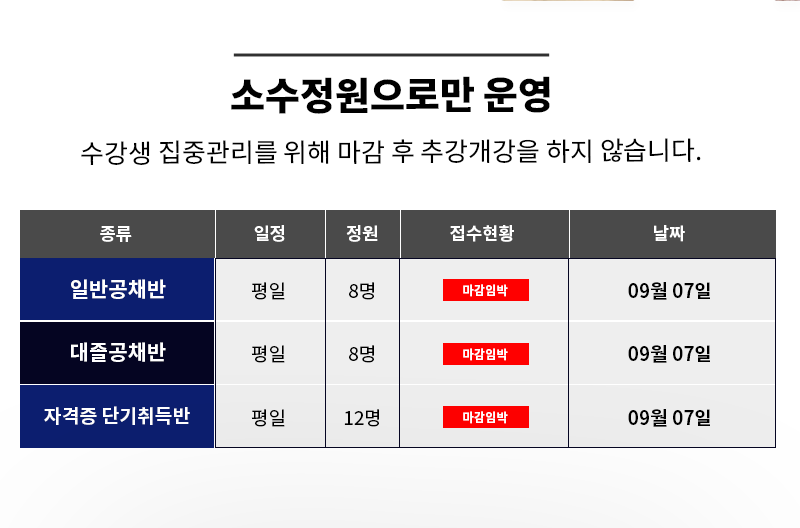 소수정원으로만 운영
수강생 집중관리를 위해 마감 후 추강개강을 하지 않습니다.
종류 일정 정원 접수현황 날짜
일반공채반 평일 8명 마감임박 09월 07일
대졸공채반 평일 8명 마감임박 09월 07일
자격증 단기취득반 평일 12명 마감임박 09월 07일